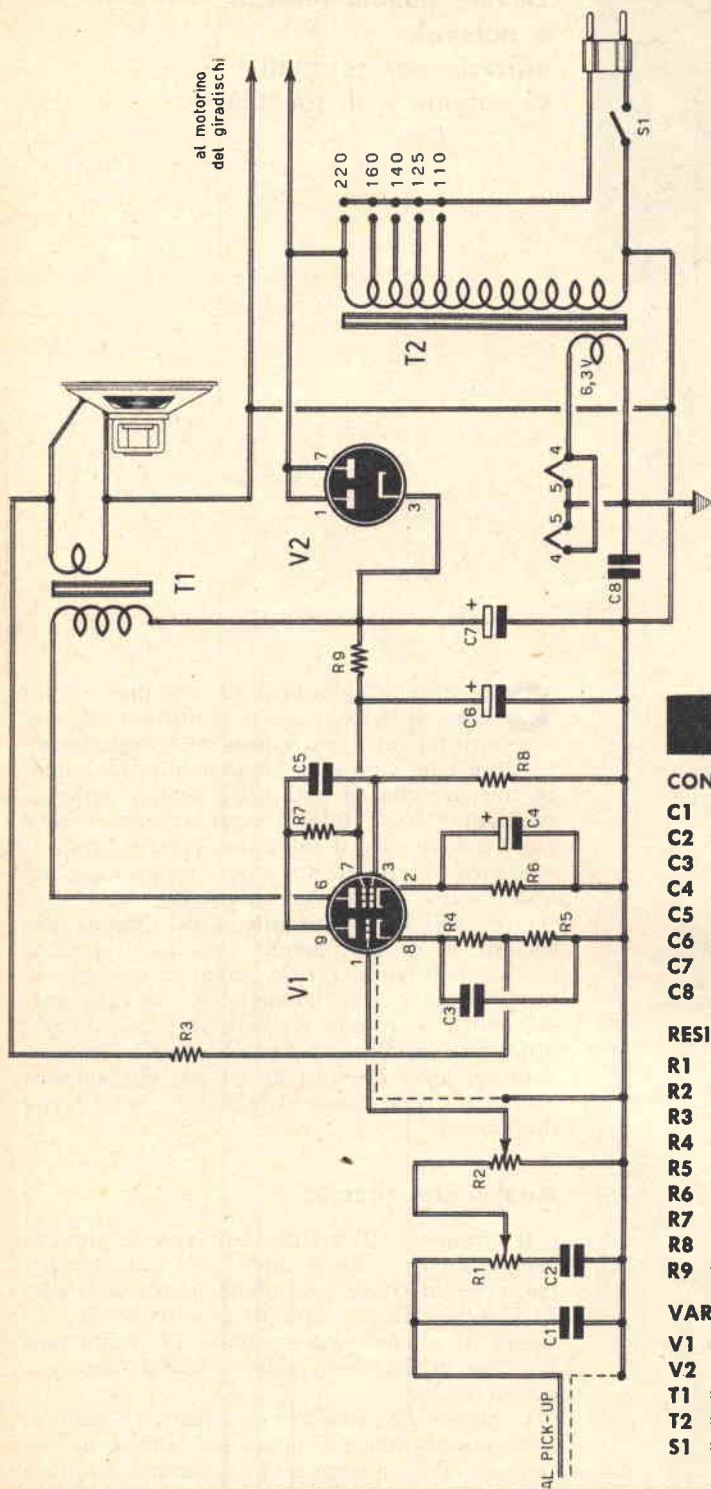 al motorino
del giradischi
220
160
140
125
110
S1
T2
6,3 V
T1
V2
1
7
3
4
5
5
4
C8
C7
+
R9
C6
+
C5
R7
R8
V1
9
6
7
3
2
8
1
C4
+
R6
R4
R5
C3
R3
R2
R1
C2
C1
AL PICK-UP
CON
C1
C2
C3
C4
C5
C6
C7
C8
RESI
R1
R2
R3
R4
R5
R6
R7
R8
R9
VAR
V1
V2
T1
T2
S1